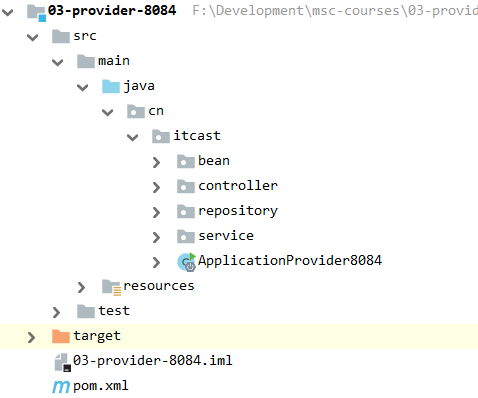 03-provider-8084 F:\Development\msc-courses\03-provid
src
main
java
cn
itcast
bean
controller
repository
service
ApplicationProvider8084
resources
test
target
03-provider-8084.iml
pom.xml